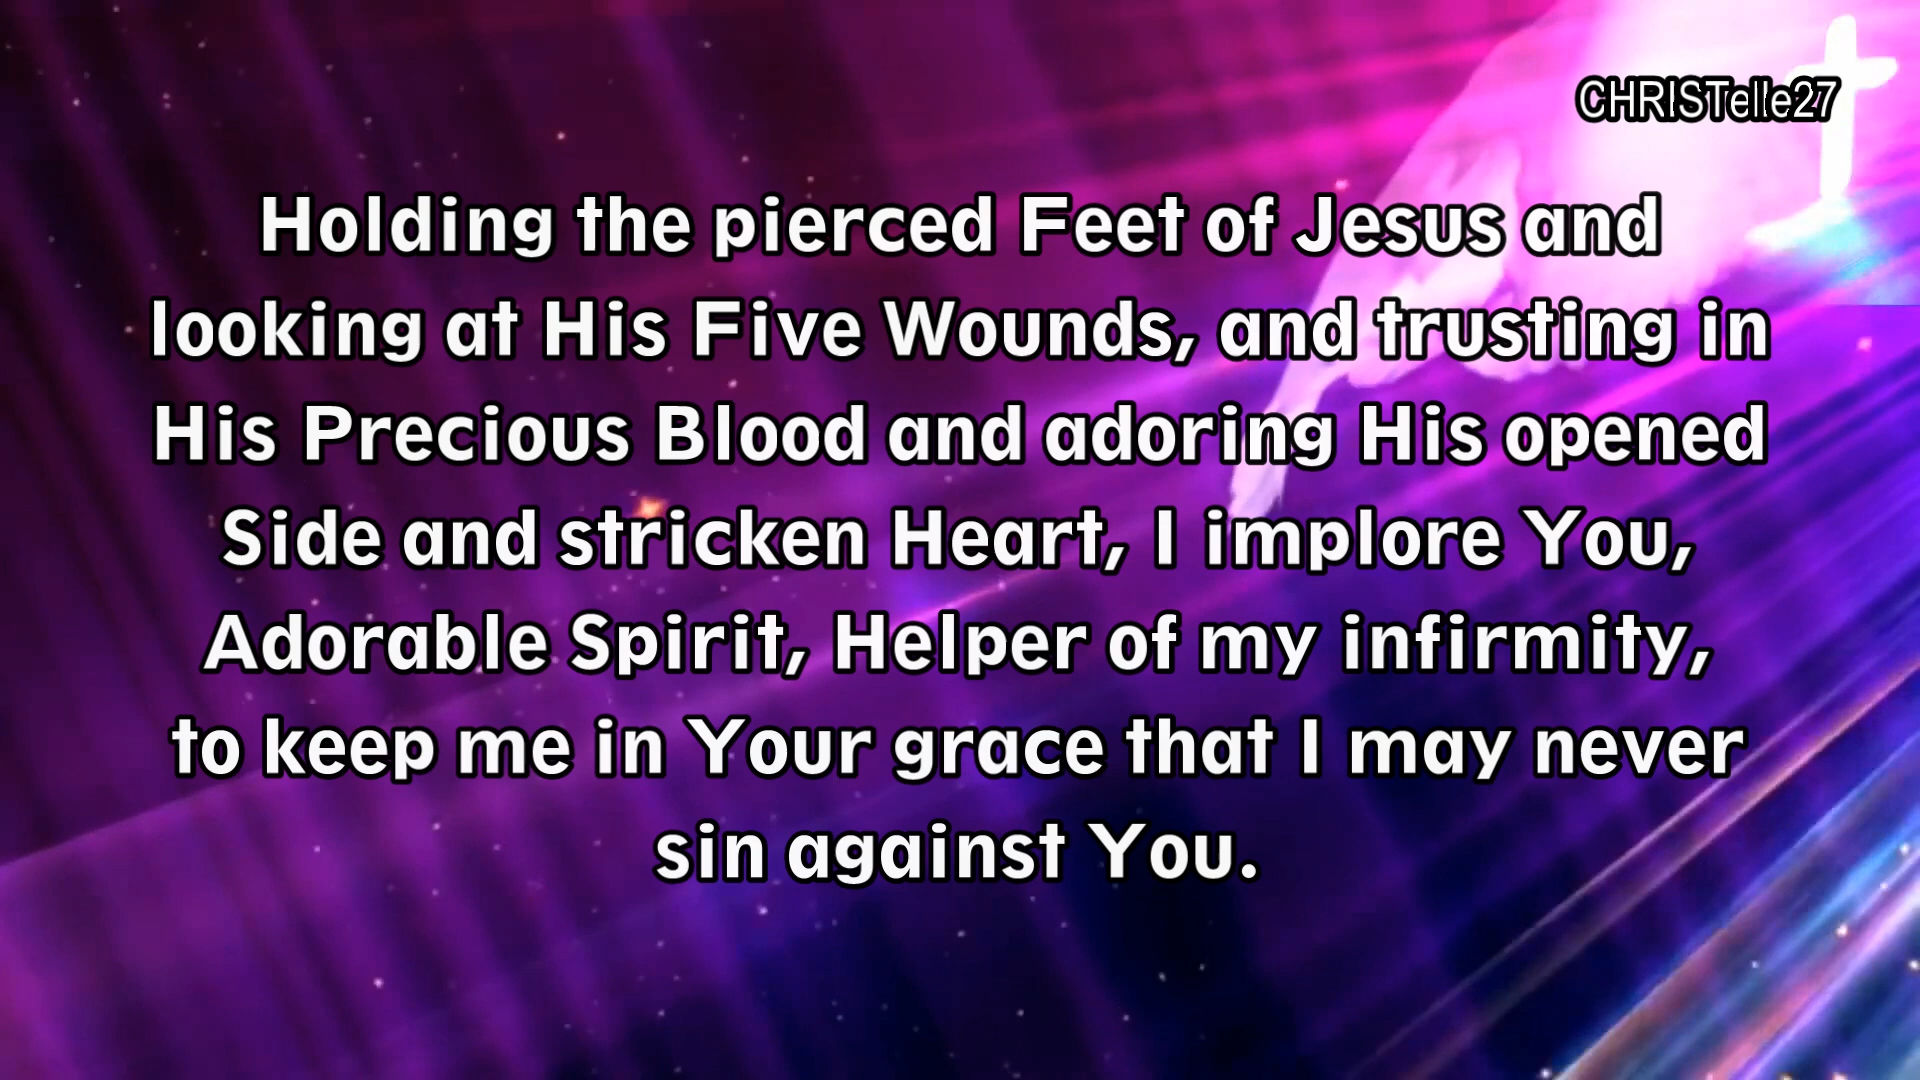 CHRISTelle27
Holding the pierced Feet of Jesus and
looking at His Five Wounds, and trusting in
His Precious Blood and adoring His opened
Side and stricken Heart, I implore You,
Adorable Spirit, Helper of my infirmity,
to keep me in Your grace that I may never
sin against You.